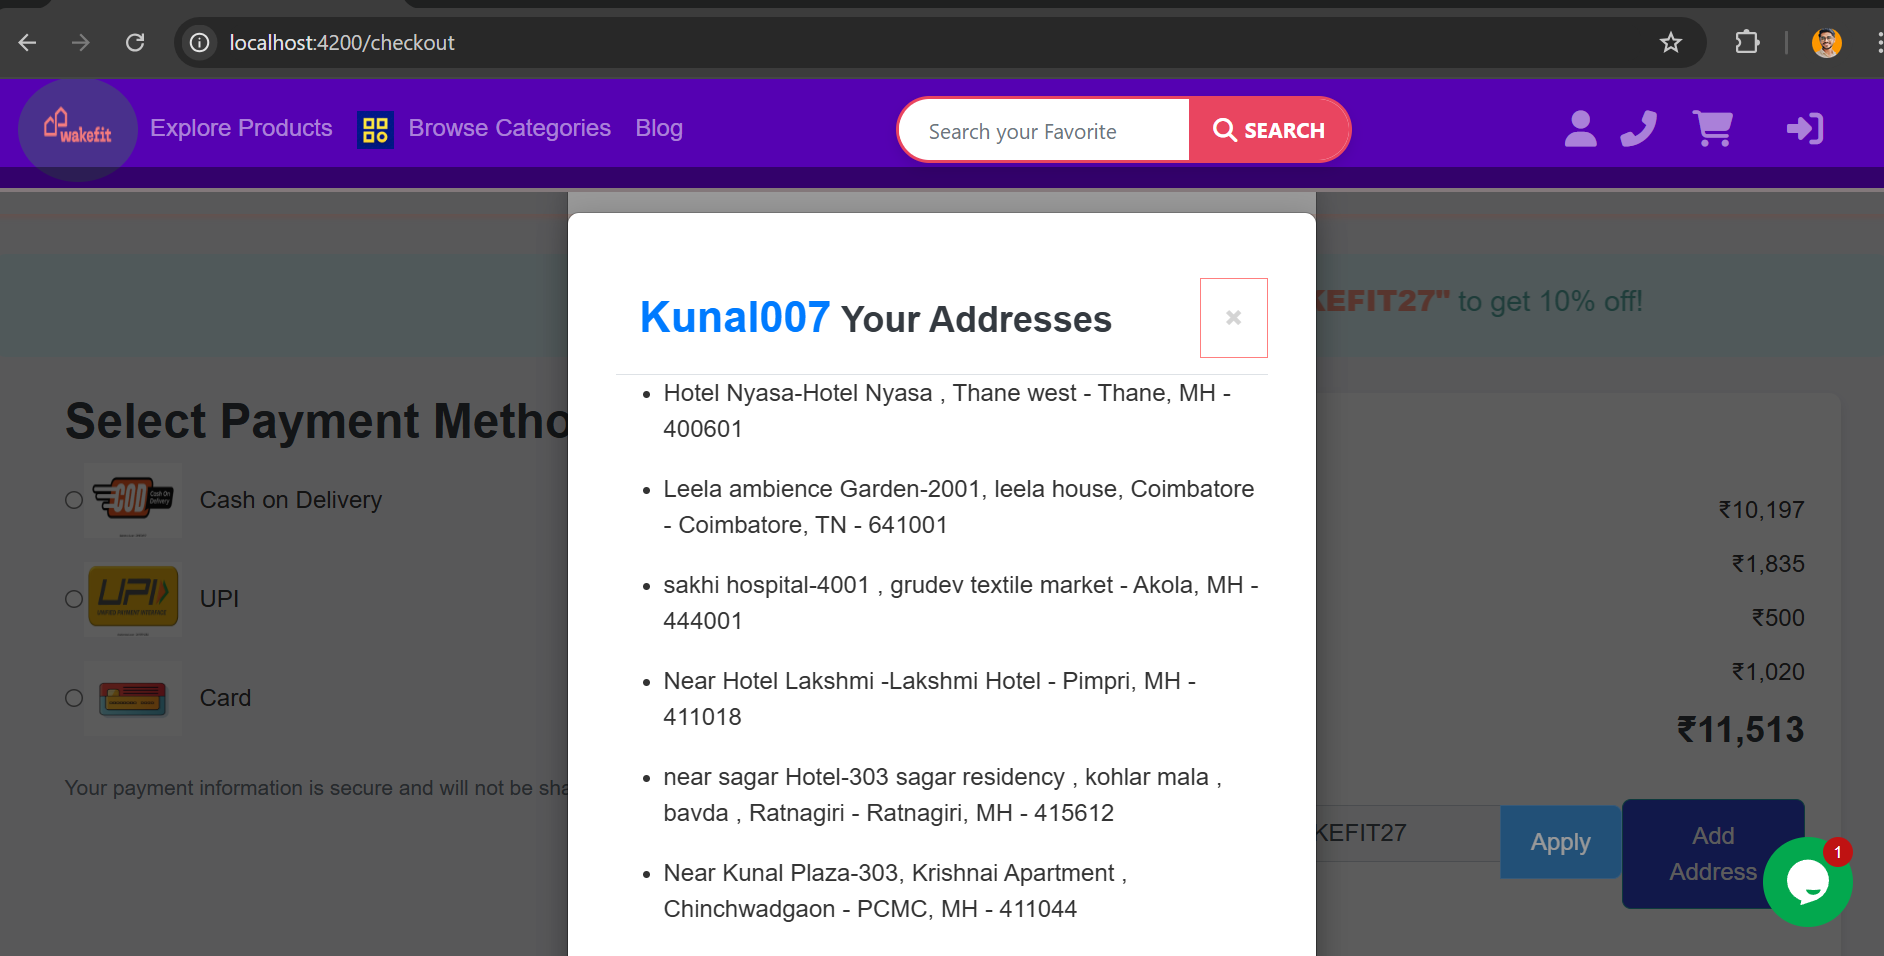 localhost:4200/checkout
wakefit
Explore Products
Browse Categories
Blog
Search your Favorite
SEARCH
KEFIT27" to get 10% off!
Kunal007 Your Addresses
×
Hotel Nyasa-Hotel Nyasa , Thane west - Thane, MH -
400601
Leela ambience Garden-2001, leela house, Coimbatore
- Coimbatore, TN - 641001
sakhi hospital-4001 , grudev textile market - Akola, MH -
444001
Near Hotel Lakshmi -Lakshmi Hotel - Pimpri, MH -
411018
near sagar Hotel-303 sagar residency , kohlar mala ,
bavda , Ratnagiri - Ratnagiri, MH - 415612
Near Kunal Plaza-303, Krishnai Apartment ,
Chinchwadgaon - PCMC, MH - 411044
Select Payment Metho
COD Cash On Delivery
Cash on Delivery
UPI
UPI
Card
Your payment information is secure and will not be sha
₹10,197
₹1,835
₹500
₹1,020
₹11,513
KEFIT27
Apply
Add
Address
1